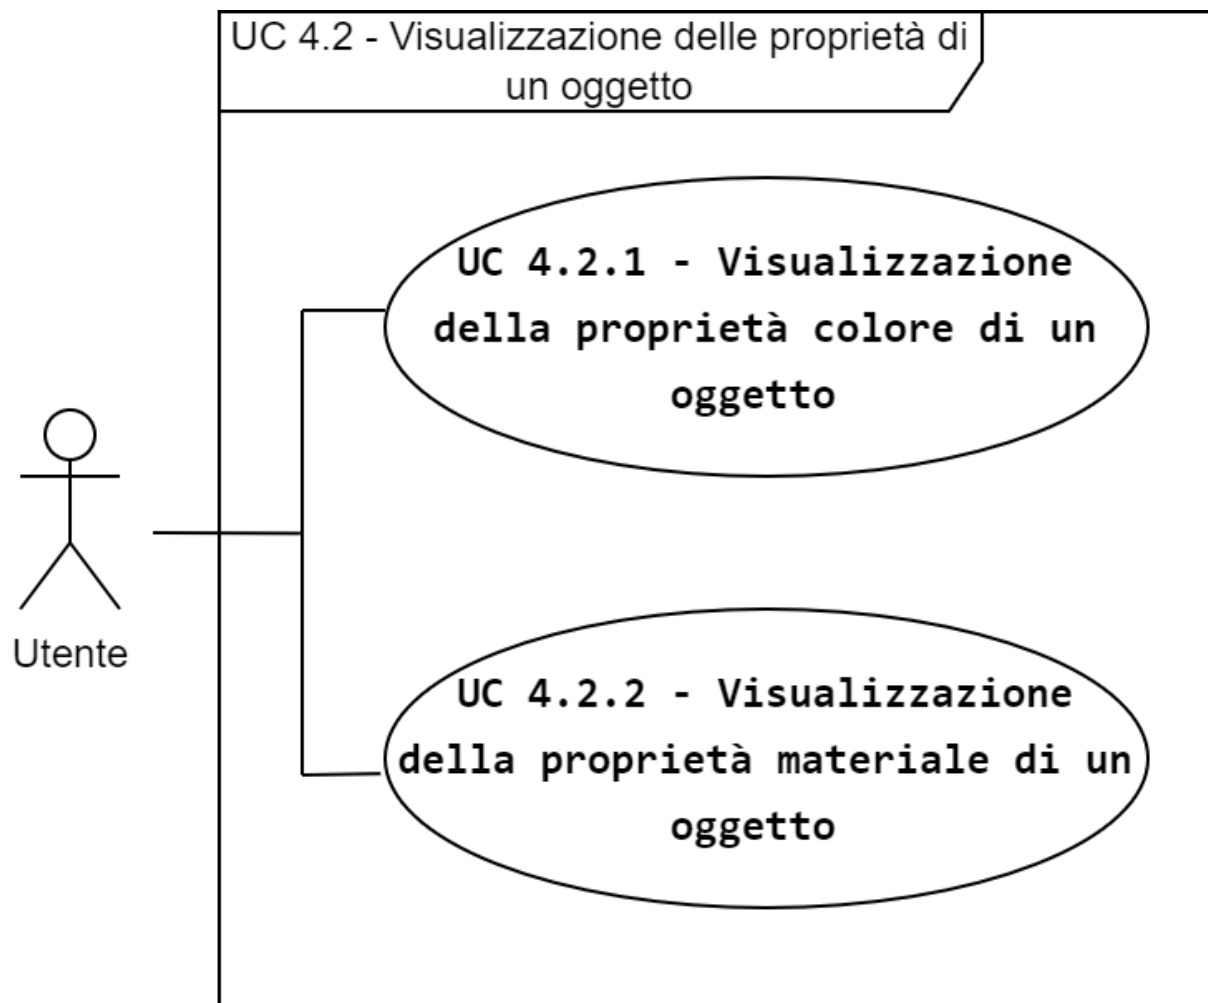 UC 4.2 - Visualizzazione delle proprietà di
un oggetto
UC 4.2.1 - Visualizzazione
della proprietà colore di un
oggetto
Utente
UC 4.2.2 - Visualizzazione
della proprietà materiale di un
oggetto